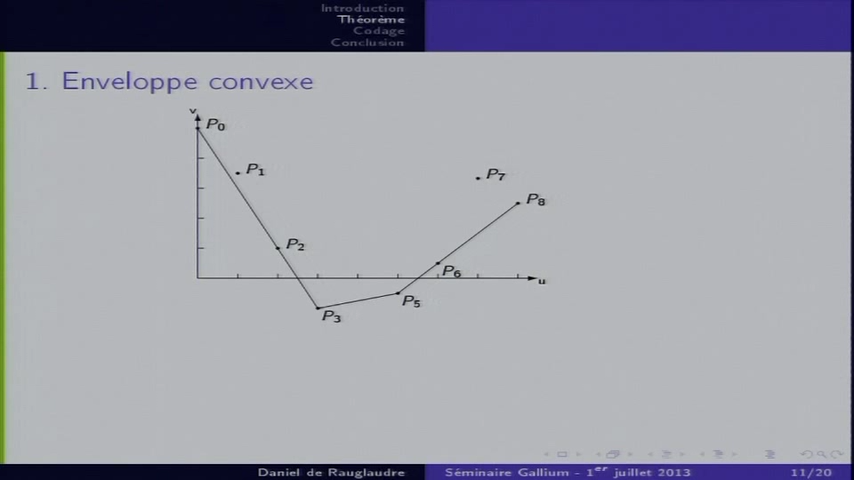 Introduction
Théorème
Codage
Conclusion
1. Enveloppe convexe
v
P0
P1
P7
P8
P2
P6
u
P5
P3
Daniel de Rauglaudre
Séminaire Gallium - 1er juillet 2013
11/20